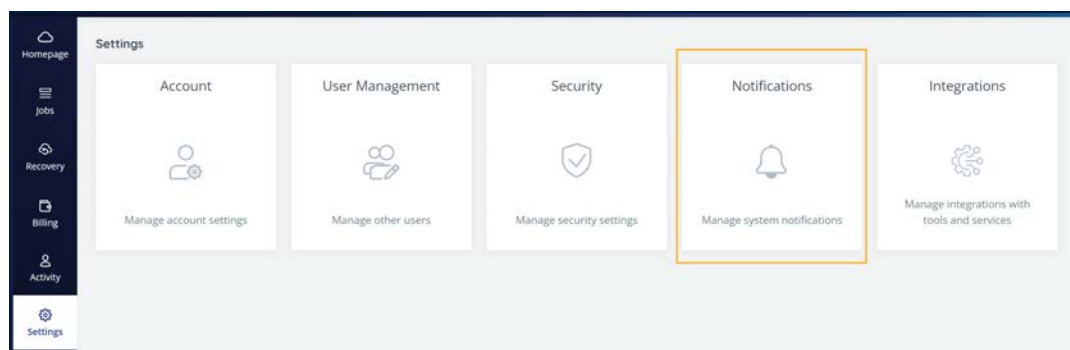 Homepage
Jobs
Recovery
Billing
Activity
Settings
Settings
Account
Manage account settings
User Management
Manage other users
Security
Manage security settings
Notifications
Manage system notifications
Integrations
Manage integrations with
tools and services